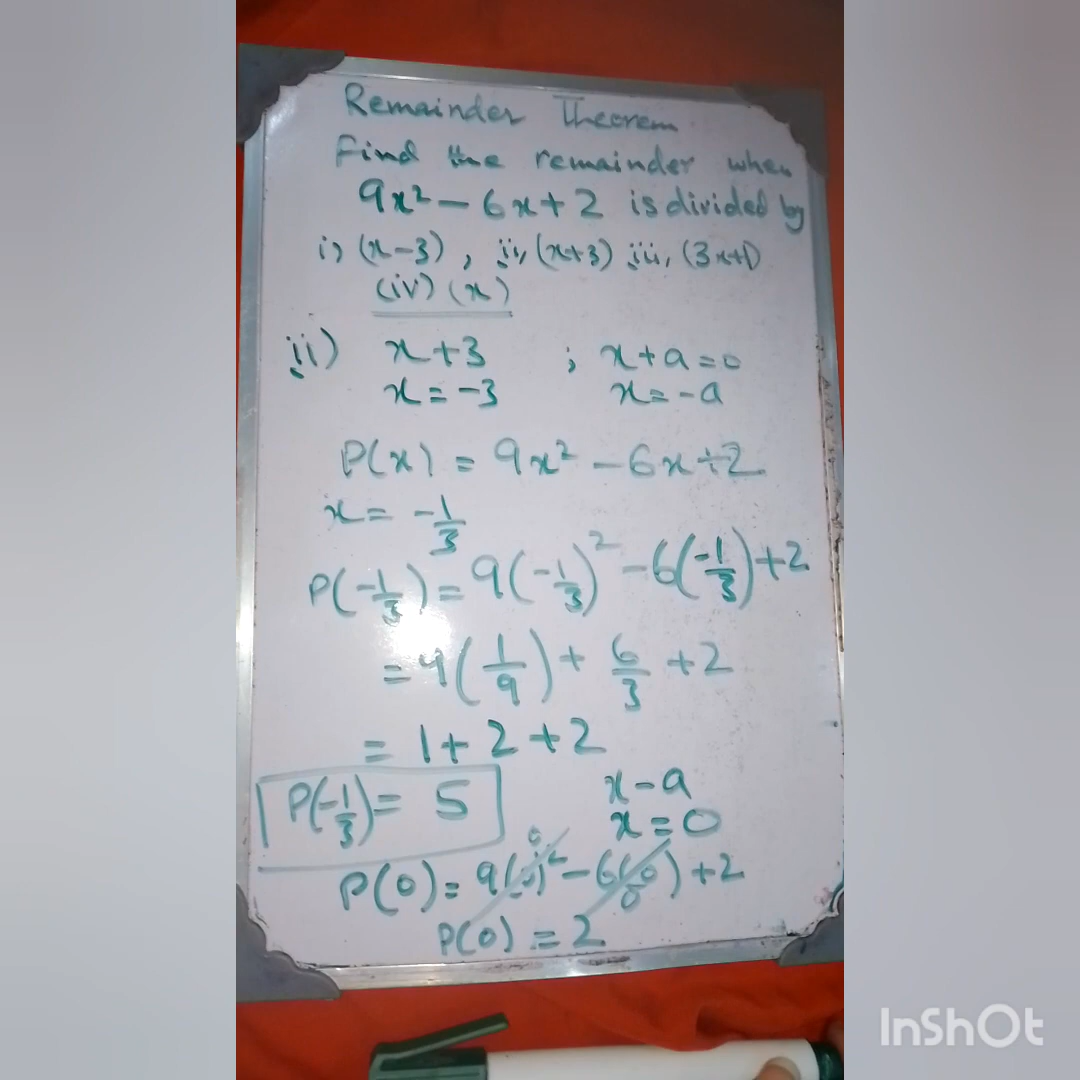 Remainder Theorem
Find the remainder when
9x² - 6x + 2 is divided by
i, (x-3) , ii, (x+3) iii, (3x+1)
(iv) (x)
ii) x+3 ; x+a=0
x=-3 x=-a
P(x) = 9x² - 6x + 2
x = -1/3
P(-1/3) = 9(-1/3)² - 6(-1/3) + 2
= 9(1/9) + 6/3 + 2
= 1 + 2 + 2
P(-1/3) = 5
x-a
x=0
P(0) = 9(0)² - 6(0) + 2
P(0) = 2
InShOt